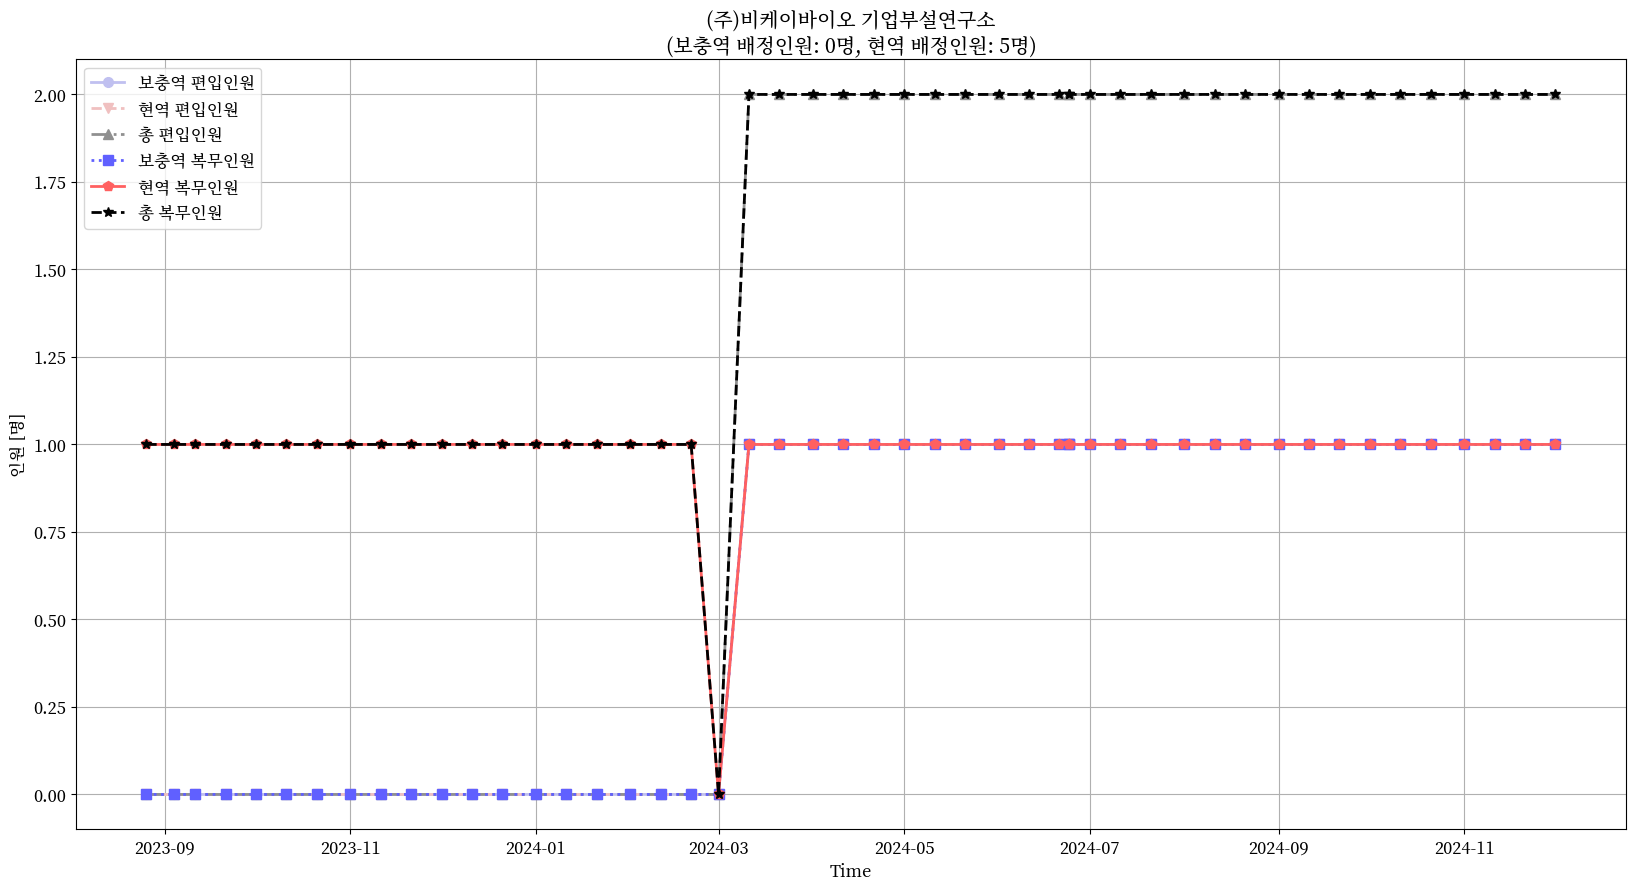 (주)비케이바이오 기업부설연구소
(보충역 배정인원: 0명, 현역 배정인원: 5명)
보충역 편입인원
현역 편입인원
총 편입인원
보충역 복무인원
현역 복무인원
총 복무인원
인원 [명]
2.00
1.75
1.50
1.25
1.00
0.75
0.50
0.25
0.00
2023-09
2023-11
2024-01
2024-03
2024-05
2024-07
2024-09
2024-11
Time